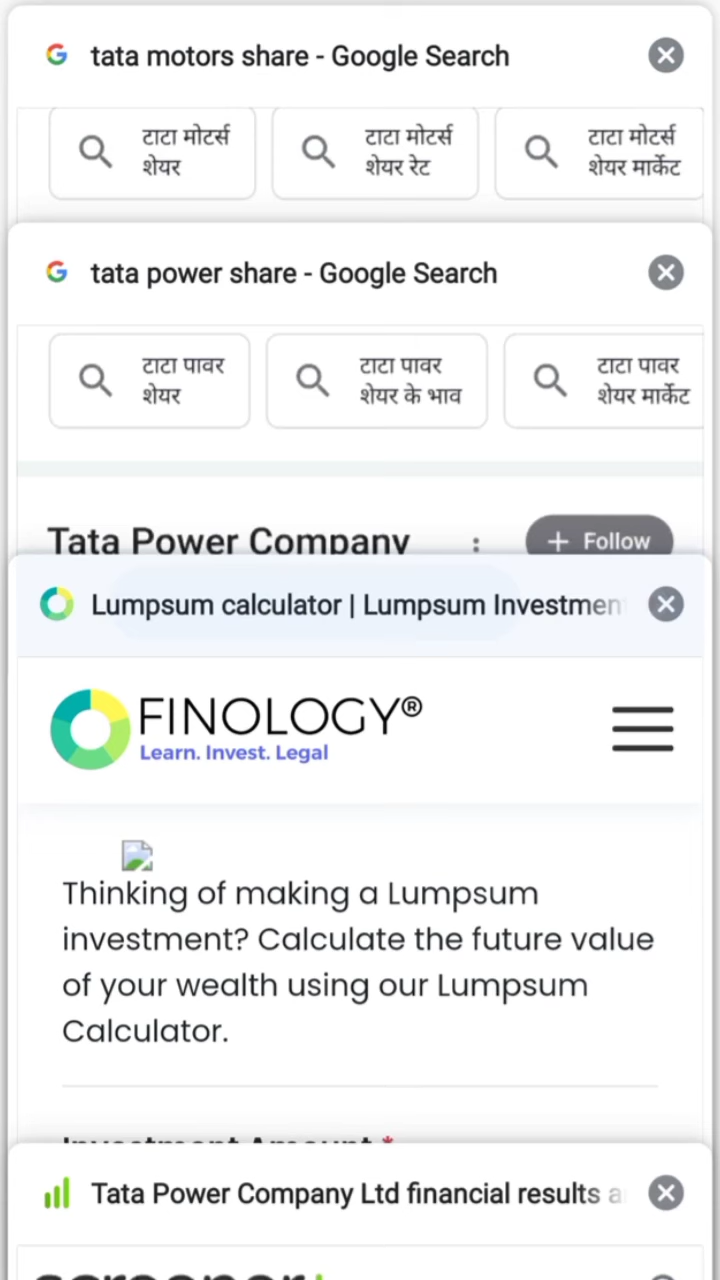 tata motors share - Google Search
टाटा मोटर्स शेयर
टाटा मोटर्स शेयर रेट
टाटा मोटर्स शेयर मार्केट
tata power share - Google Search
टाटा पावर शेयर
टाटा पावर शेयर के भाव
टाटा पावर शेयर मार्केट
Tata Power Company
+ Follow
Lumpsum calculator | Lumpsum Investmen
FINOLOGY®
Learn. Invest. Legal
Thinking of making a Lumpsum
investment? Calculate the future value
of your wealth using our Lumpsum
Calculator.
Investment Amount *
Tata Power Company Ltd financial results a